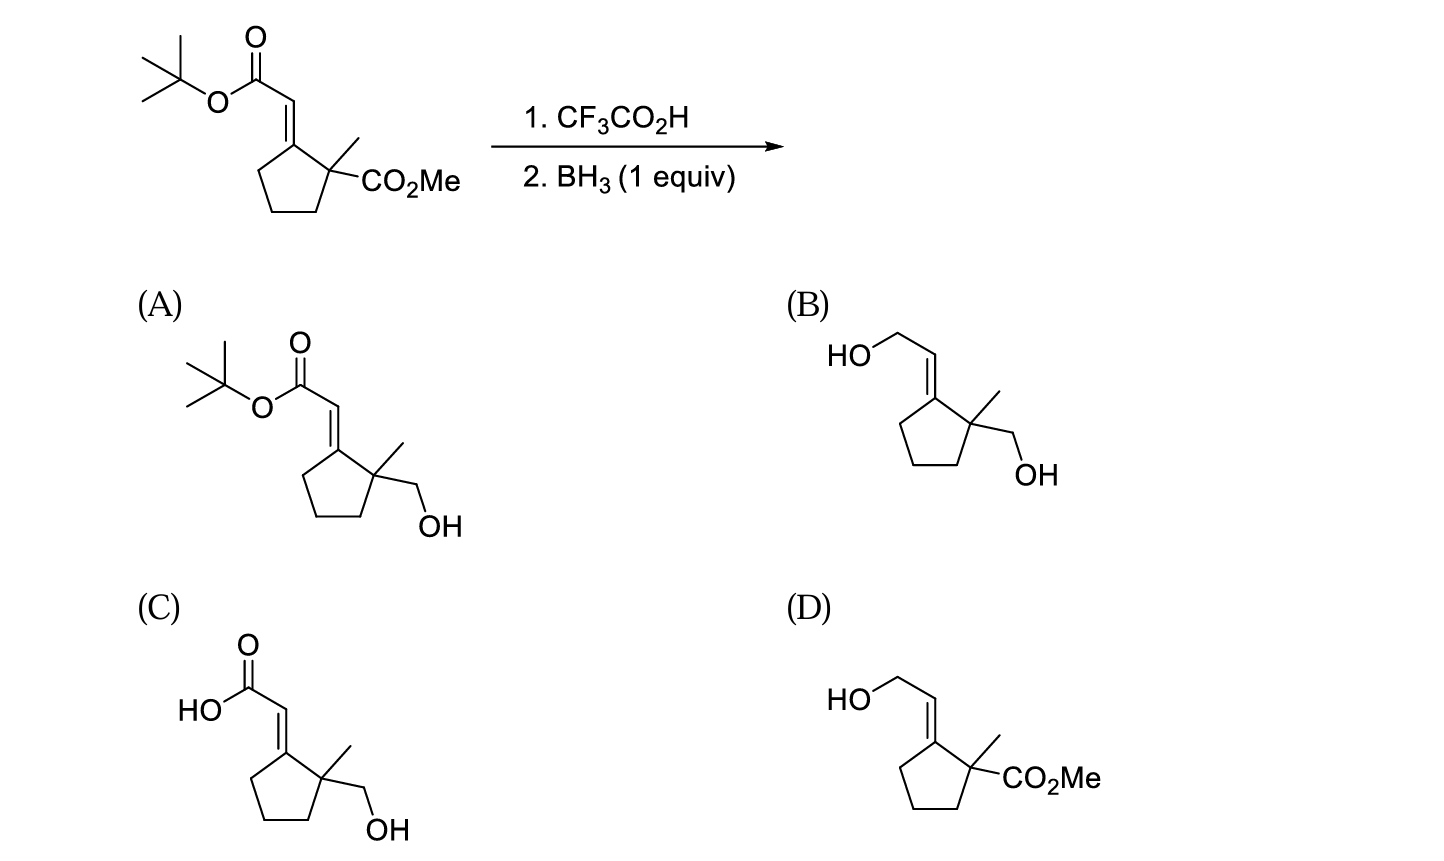 O
O
CO₂Me
1. CF₃CO₂H
2. BH₃ (1 equiv)
(A)
O
O
OH
(B)
HO
OH
(C)
O
HO
OH
(D)
HO
CO₂Me